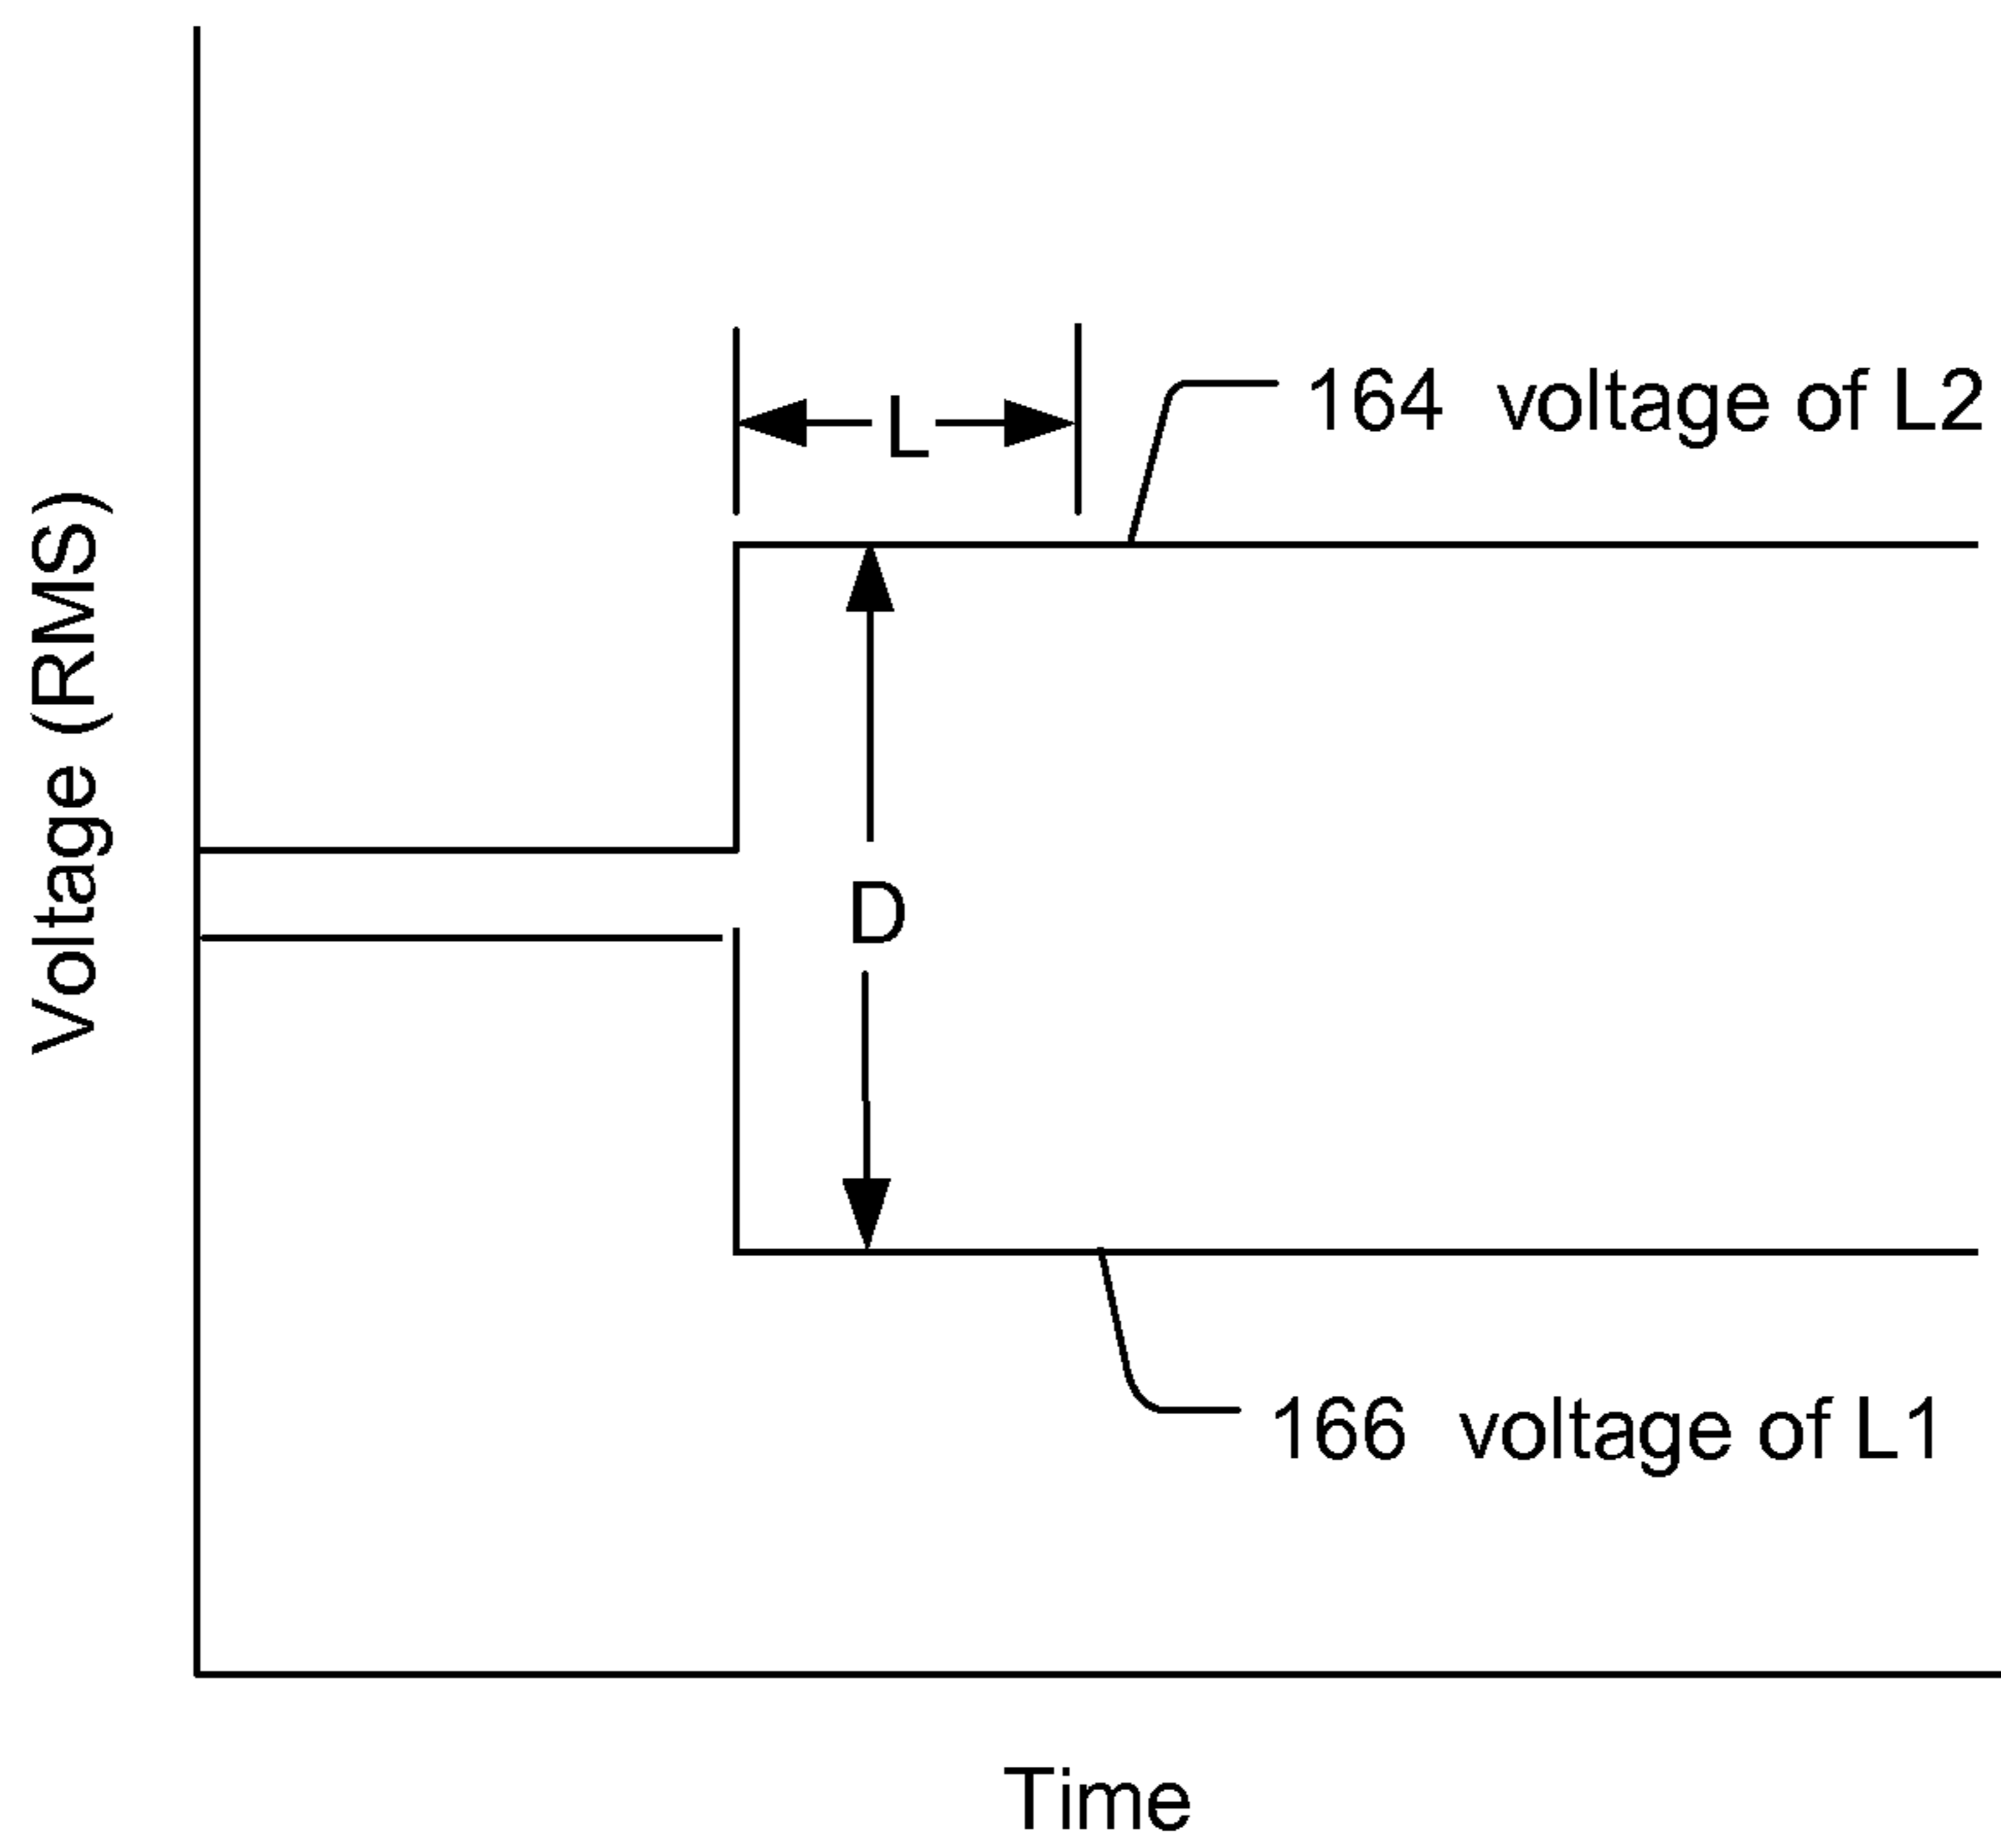 L
164 voltage of L2
Voltage (RMS)
D
166 voltage of L1
Time